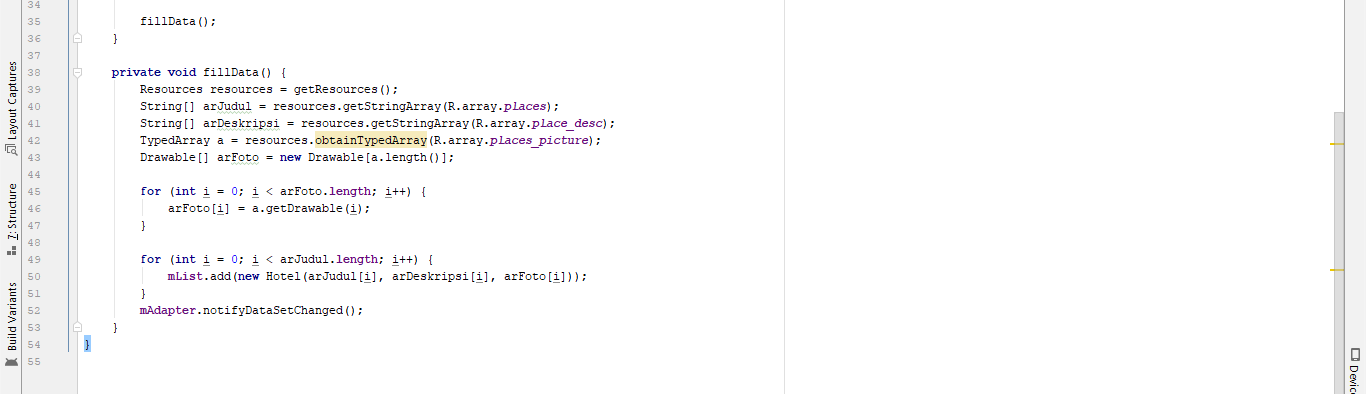 34
35 fillData();
36 }
37
38 private void fillData() {
39 Resources resources = getResources();
40 String[] arJudul = resources.getStringArray(R.array.places);
41 String[] arDeskripsi = resources.getStringArray(R.array.place_desc);
42 TypedArray a = resources.obtainTypedArray(R.array.places_picture);
43 Drawable[] arFoto = new Drawable[a.length()];
44
45 for (int i = 0; i < arFoto.length; i++) {
46 arFoto[i] = a.getDrawable(i);
47 }
48
49 for (int i = 0; i < arJudul.length; i++) {
50 mList.add(new Hotel(arJudul[i], arDeskripsi[i], arFoto[i]));
51 }
52 mAdapter.notifyDataSetChanged();
53 }
54 }
55
Layout Captures
7: Structure
Build Variants